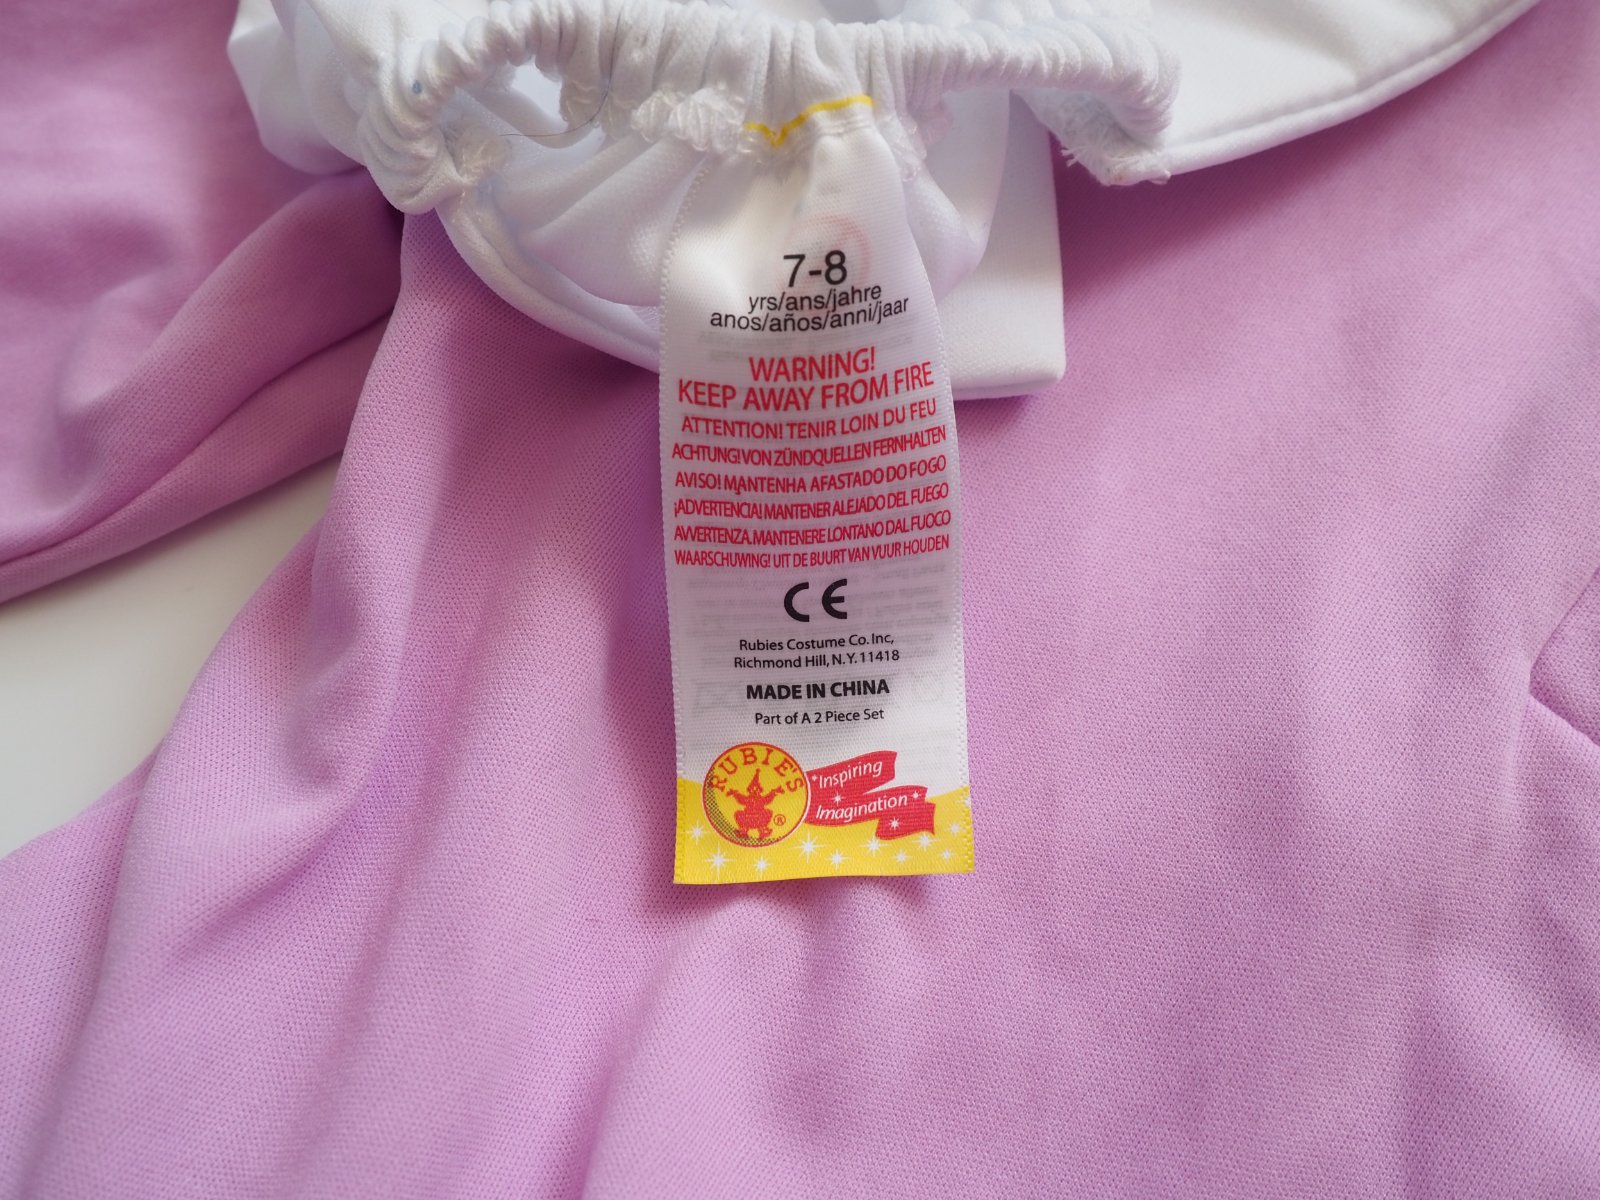 7-8
yrs/ans/jahre
anos/años/anni/jaar
WARNING!
KEEP AWAY FROM FIRE
ATTENTION! TENIR LOIN DU FEU
ACHTUNG! VON ZÜNDQUELLEN FERNHALTEN
AVISO! MANTENHA AFASTADO DO FOGO
¡ADVERTENCIA! MANTENER ALEJADO DEL FUEGO
AVVERTENZA. MANTENERE LONTANO DAL FUOCO
WAARSCHUWING! UIT DE BUURT VAN VUUR HOUDEN
CE
Rubies Costume Co. Inc,
Richmond Hill, N.Y. 11418
MADE IN CHINA
Part of A 2 Piece Set
RUBIE'S ®
Inspiring
Imagination